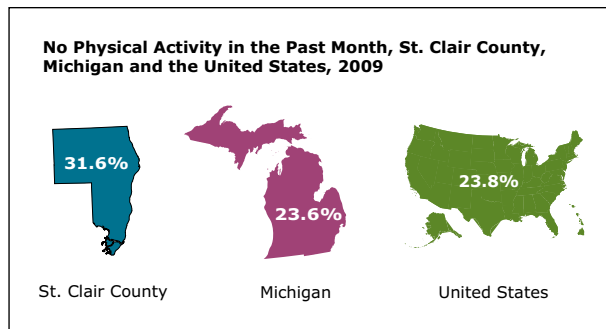 No Physical Activity in the Past Month, St. Clair County,
Michigan and the United States, 2009
31.6%
23.6%
23.8%
St. Clair County
Michigan
United States